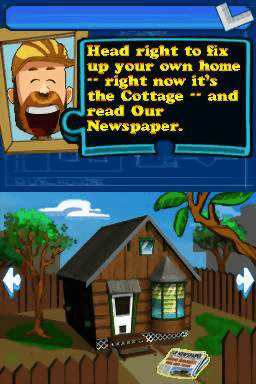 Head right to fix
up your own home
-- right now it's
the Cottage -- and
read Our
Newspaper.